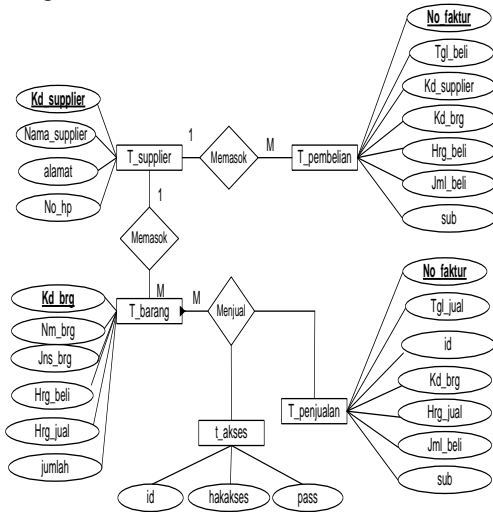 No_faktur
Tgl_beli
Kd_supplier
Kd_brg
Hrg_beli
Jml_beli
sub
Kd_supplier
Nama_supplier
alamat
No_hp
T_supplier
1
Memasok
M
T_pembelian
1
Memasok
M
Kd_brg
Nm_brg
Jns_brg
Hrg_beli
Hrg_jual
jumlah
T_barang
M
Menjual
T_penjualan
No_faktur
Tgl_jual
id
Kd_brg
Hrg_jual
Jml_beli
sub
t_akses
id
hakakses
pass